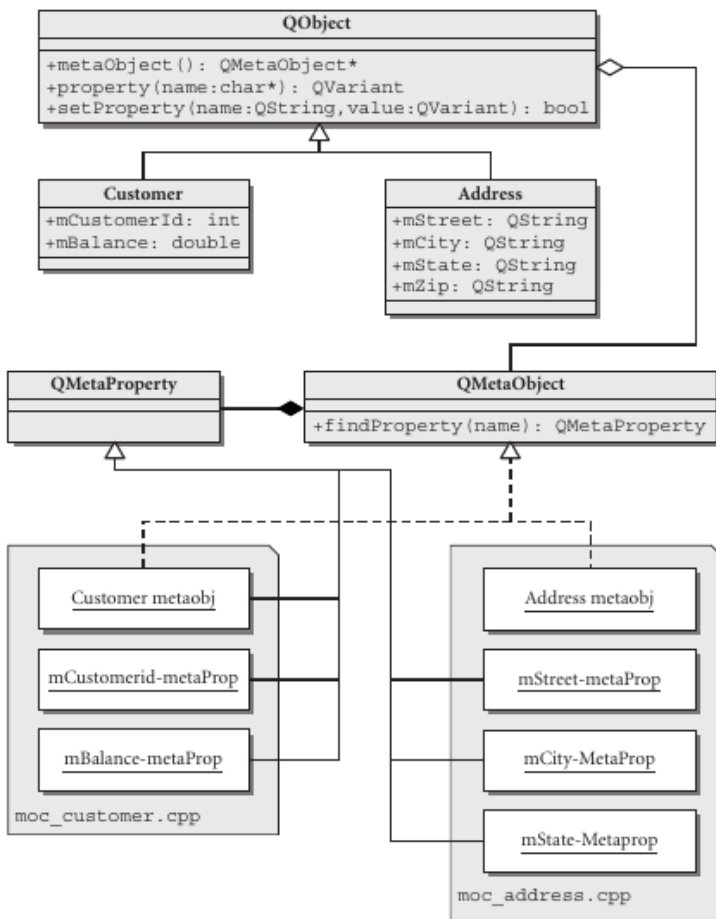 QObject
+metaObject(): QMetaObject*
+property(name:char*): QVariant
+setProperty(name:QString,value:QVariant): bool
Customer
+mCustomerId: int
+mBalance: double
Address
+mStreet: QString
+mCity: QString
+mState: QString
+mZip: QString
QMetaProperty
QMetaObject
+findProperty(name): QMetaProperty
Customer metaobj
mCustomerid-metaProp
mBalance-metaProp
moc_customer.cpp
Address metaobj
mStreet-metaProp
mCity-MetaProp
mState-Metaprop
moc_address.cpp